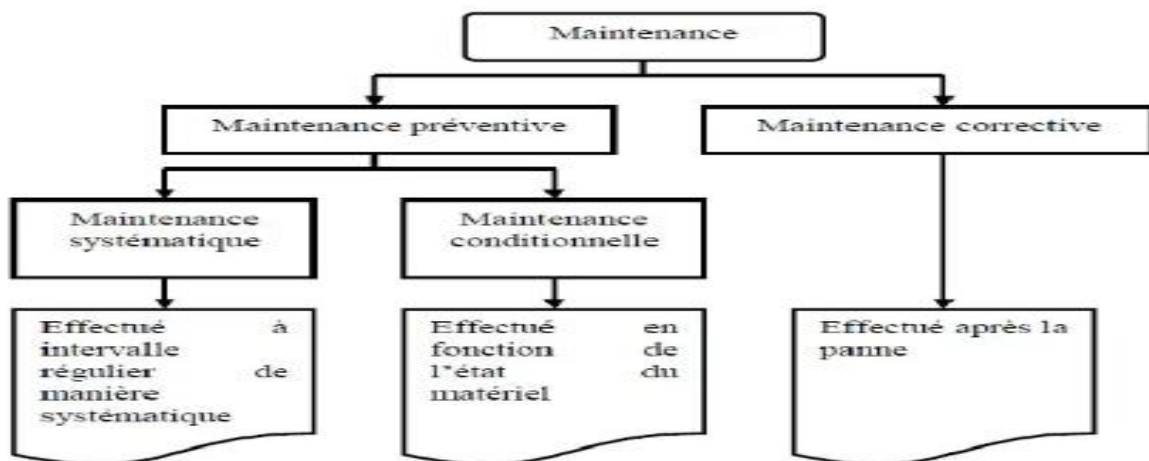 Maintenance
Maintenance préventive
Maintenance corrective
Maintenance
systématique
Maintenance
conditionnelle
Effectué à
intervalle
régulier de
manière
systématique
Effectué en
fonction de
l'état du
matériel
Effectué après la
panne